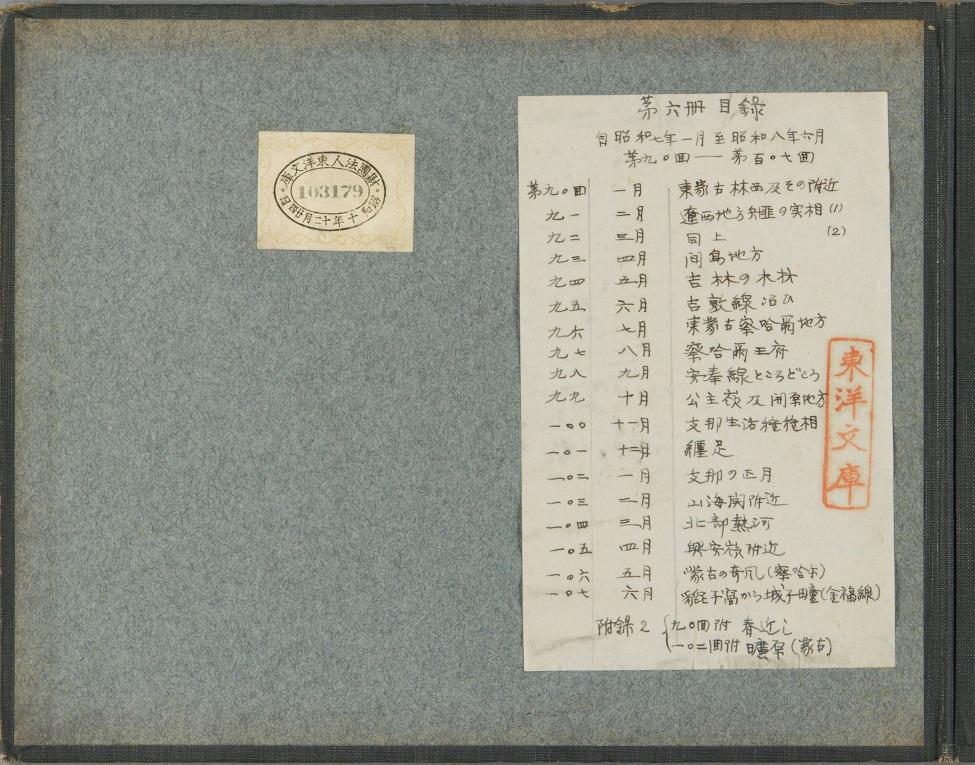 財團法人東洋文庫
103179
昭和十年十二月廿四日
第六冊 目錄
自昭和七年一月至昭和八年六月
第九〇回 — 第百〇七回
第九〇回 一月 東蒙古林西及その附近
九一 二月 遼西地方兵匪の実相(1)
九二 三月 同上 (2)
九三 四月 間島地方
九四 五月 吉林の木材
九五 六月 吉敦線沿ひ
九六 七月 東蒙古察哈爾地方
九七 八月 察哈爾王府
九八 九月 安奉線ところどころ
九九 十月 公主嶺及開原地方
一〇〇 十一月 支那生活種種相
一〇一 十二月 纏足
一〇二 一月 支那の正月
一〇三 二月 山海関附近
一〇四 三月 北部熱河
一〇五 四月 興安嶺附近
一〇六 五月 蒙古の奇風(察哈尓)
一〇七 六月 貔子窩から城子疃(金福線)
附錄2 九〇回附 春近し
一〇二回附 曠原(蒙古)
東洋文庫